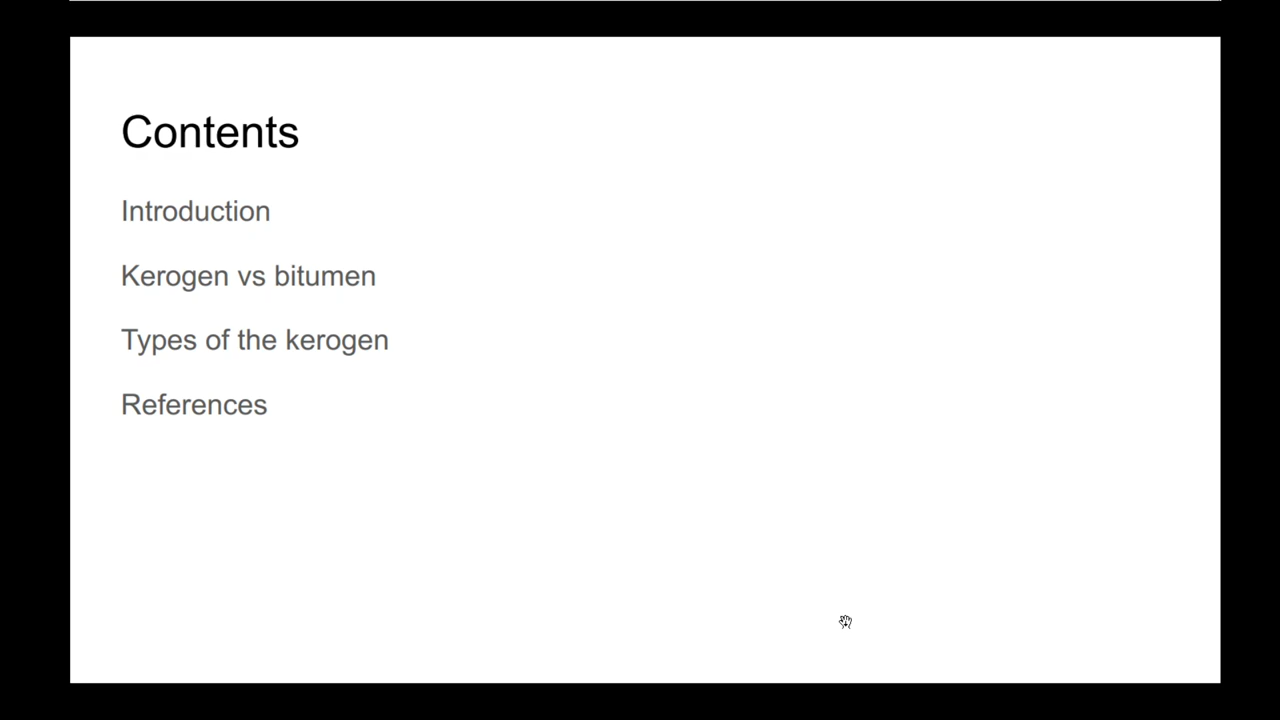 Contents
Introduction
Kerogen vs bitumen
Types of the kerogen
References